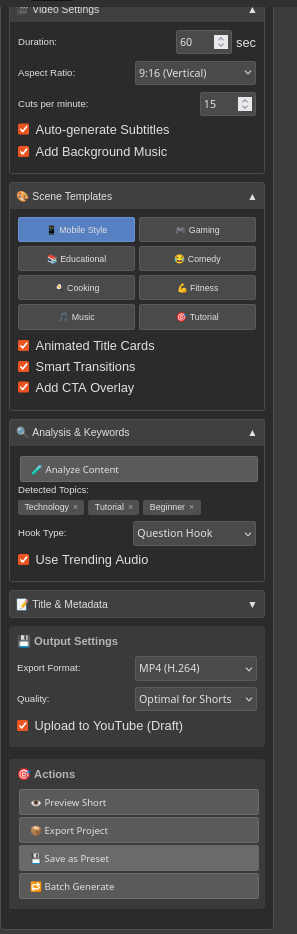 🎬 Video Settings ▲
Duration: 60 sec
Aspect Ratio: 9:16 (Vertical)
Cuts per minute: 15
Auto-generate Subtitles
Add Background Music
🎨 Scene Templates ▲
📱 Mobile Style 🎮 Gaming
📚 Educational 😂 Comedy
🍳 Cooking 💪 Fitness
🎵 Music 🎯 Tutorial
Animated Title Cards
Smart Transitions
Add CTA Overlay
🔍 Analysis & Keywords ▲
🧪 Analyze Content
Detected Topics:
Technology × Tutorial × Beginner ×
Hook Type: Question Hook
Use Trending Audio
📝 Title & Metadata ▼
💾 Output Settings
Export Format: MP4 (H.264)
Quality: Optimal for Shorts
Upload to YouTube (Draft)
🎯 Actions
👁️ Preview Short
📦 Export Project
💾 Save as Preset
🔁 Batch Generate